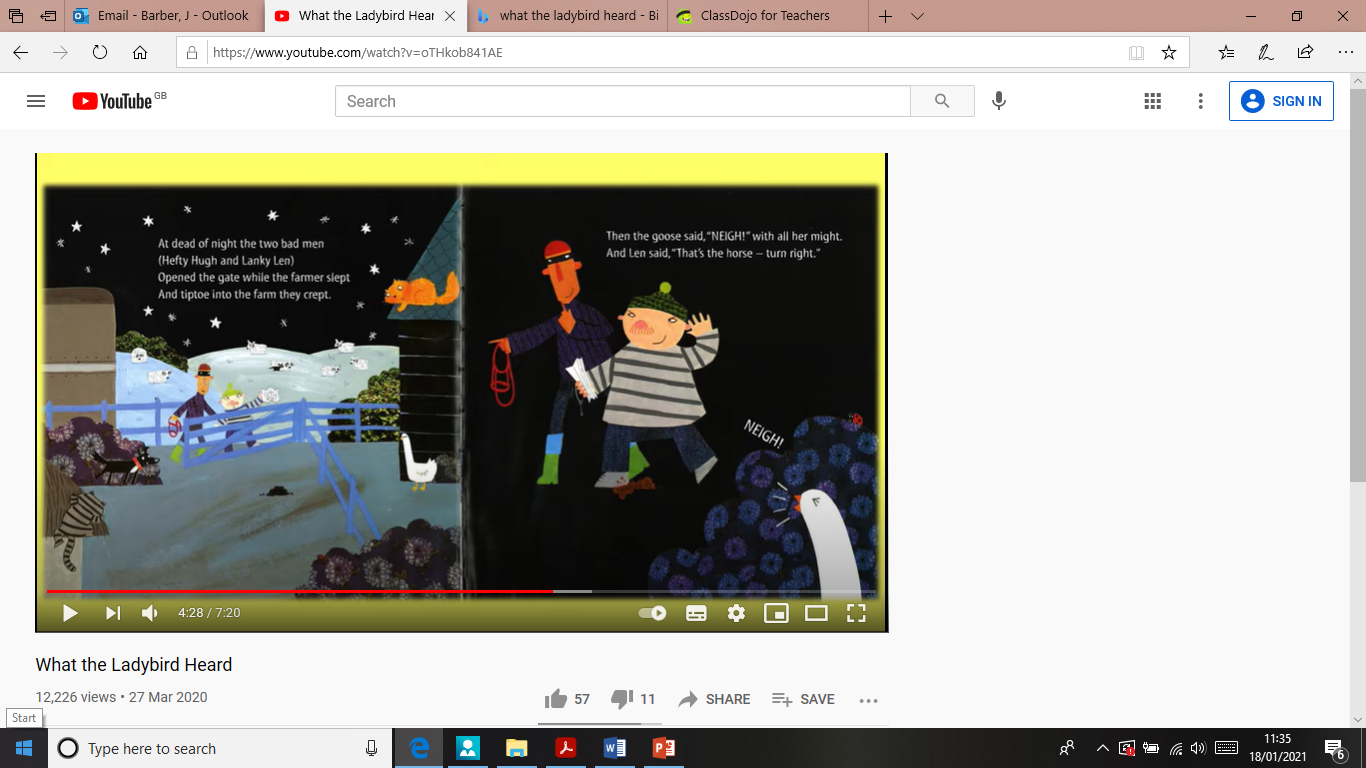 Email - Barber, J - Outlook
What the Ladybird Hear
what the ladybird heard - Bi
ClassDojo for Teachers
https://www.youtube.com/watch?v=oTHkob841AE
YouTube GB
Search
SIGN IN
At dead of night the two bad men
(Hefty Hugh and Lanky Len)
Opened the gate while the farmer slept
And tiptoe into the farm they crept.
Then the goose said, “NEIGH!” with all her might.
And Len said, “That’s the horse – turn right.”
NEIGH!
4:28 / 7:20
What the Ladybird Heard
12,226 views • 27 Mar 2020
57
11
SHARE
SAVE
Start
Type here to search
11:35
18/01/2021
6